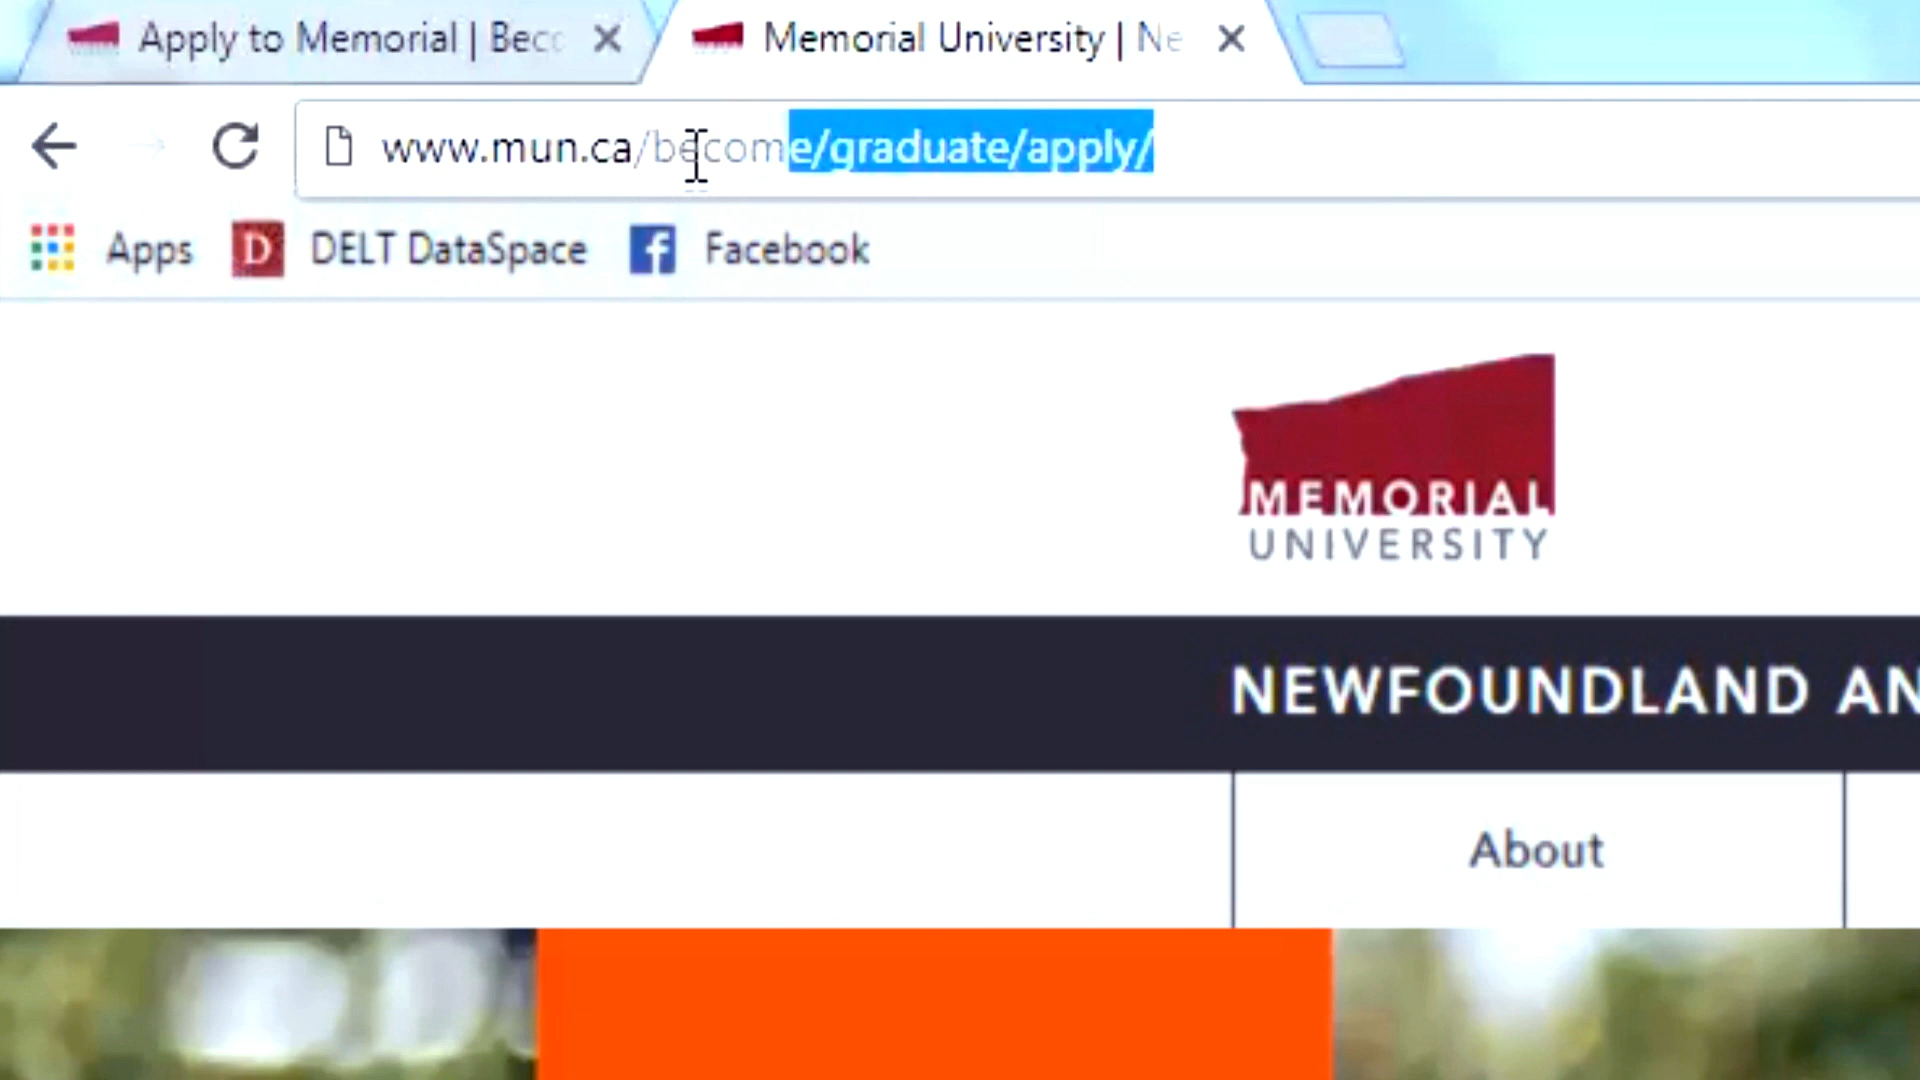 Apply to Memorial | Beco
Memorial University | Ne
www.mun.ca/become/graduate/apply/
Apps
DELT DataSpace
Facebook
MEMORIAL
UNIVERSITY
NEWFOUNDLAND AN
About